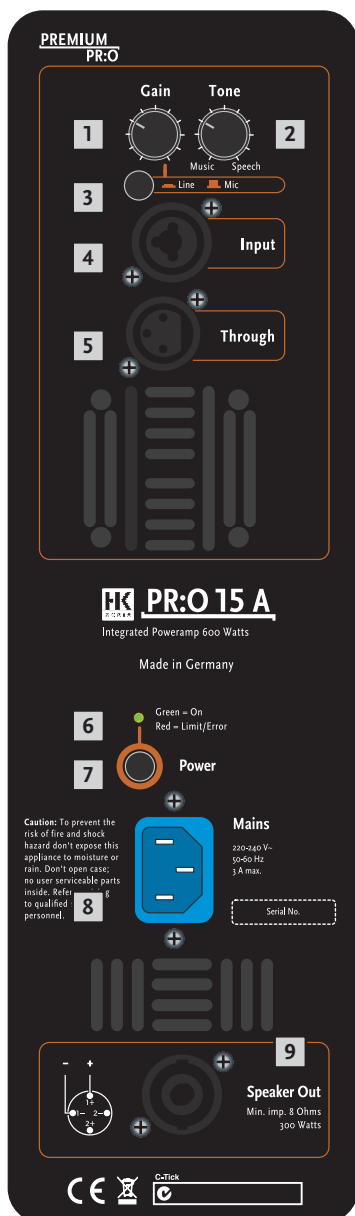 PREMIUM
PR:O
Gain Tone
1
2
Music Speech
3
Line Mic
4
Input
5
Through
HK
AUDIO
PR:O 15 A
Integrated Poweramp 600 Watts
Made in Germany
6
Green = On
Red = Limit/Error
7
Power
Caution: To prevent the
risk of fire and shock
hazard don't expose this
appliance to moisture or
rain. Don't open case;
no user serviceable parts
inside. Refer
to qualified
personnel.
8
Mains
220-240 V~
50-60 Hz
3 A max.
Serial No.
9
- +
1+
1- 2-
2+
Speaker Out
Min. imp. 8 Ohms
300 Watts
CE
C-Tick